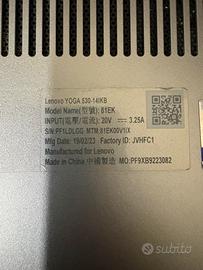 Lenovo YOGA 530-14IKB
Model Name(型號): 81EK
INPUT(電壓/電流): 20V ⎓ 3.25A
S/N:PF1LDLGG MTM:81EK00V1IX
Mfg Date: 19/02/23 Factory ID: JVHFC1
Manufactured for Lenovo
Made in China 中國製造 MO:PF9XB9223082
subito